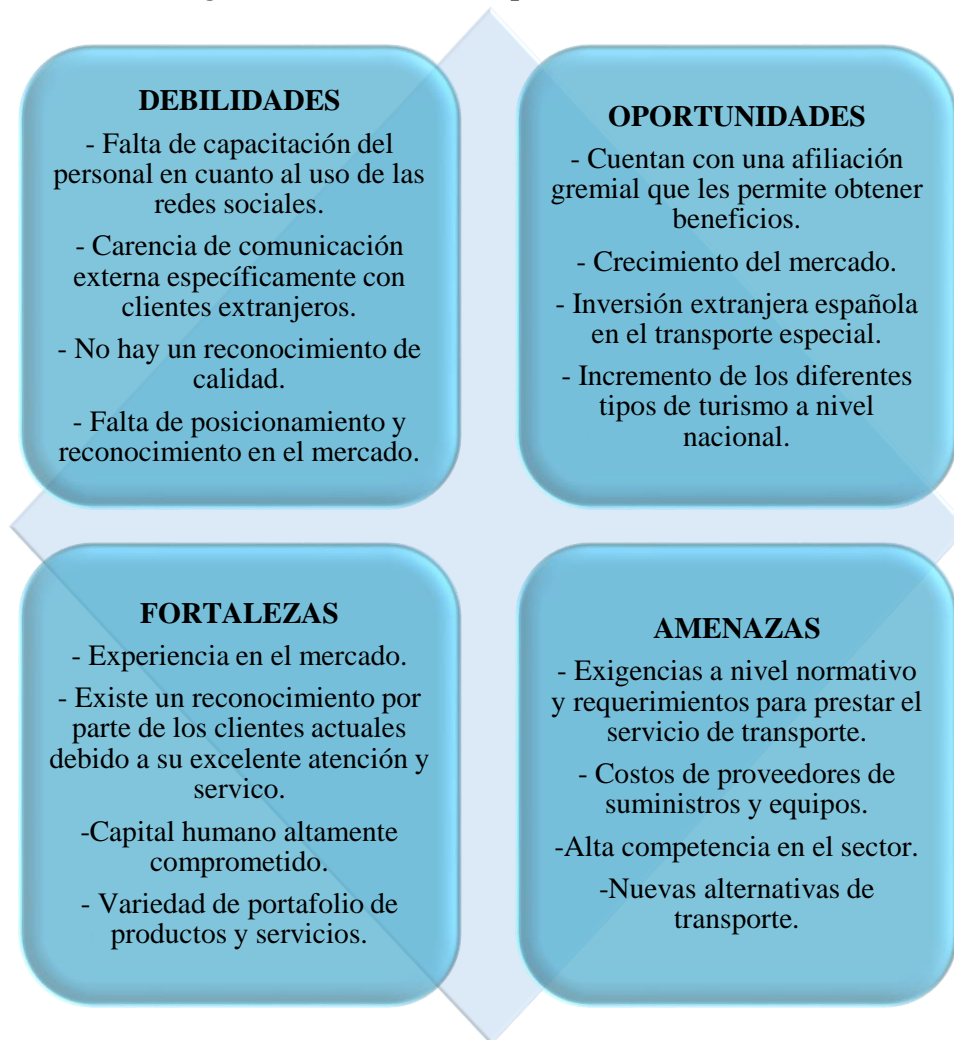 DEBILIDADES
- Falta de capacitación del
personal en cuanto al uso de las
redes sociales.
- Carencia de comunicación
externa específicamente con
clientes extranjeros.
- No hay un reconocimiento de
calidad.
- Falta de posicionamiento y
reconocimiento en el mercado.
OPORTUNIDADES
- Cuentan con una afiliación
gremial que les permite obtener
beneficios.
- Crecimiento del mercado.
- Inversión extranjera española
en el transporte especial.
- Incremento de los diferentes
tipos de turismo a nivel
nacional.
FORTALEZAS
- Experiencia en el mercado.
- Existe un reconocimiento por
parte de los clientes actuales
debido a su excelente atención y
servico.
-Capital humano altamente
comprometido.
- Variedad de portafolio de
productos y servicios.
AMENAZAS
- Exigencias a nivel normativo
y requerimientos para prestar el
servicio de transporte.
- Costos de proveedores de
suministros y equipos.
-Alta competencia en el sector.
-Nuevas alternativas de
transporte.